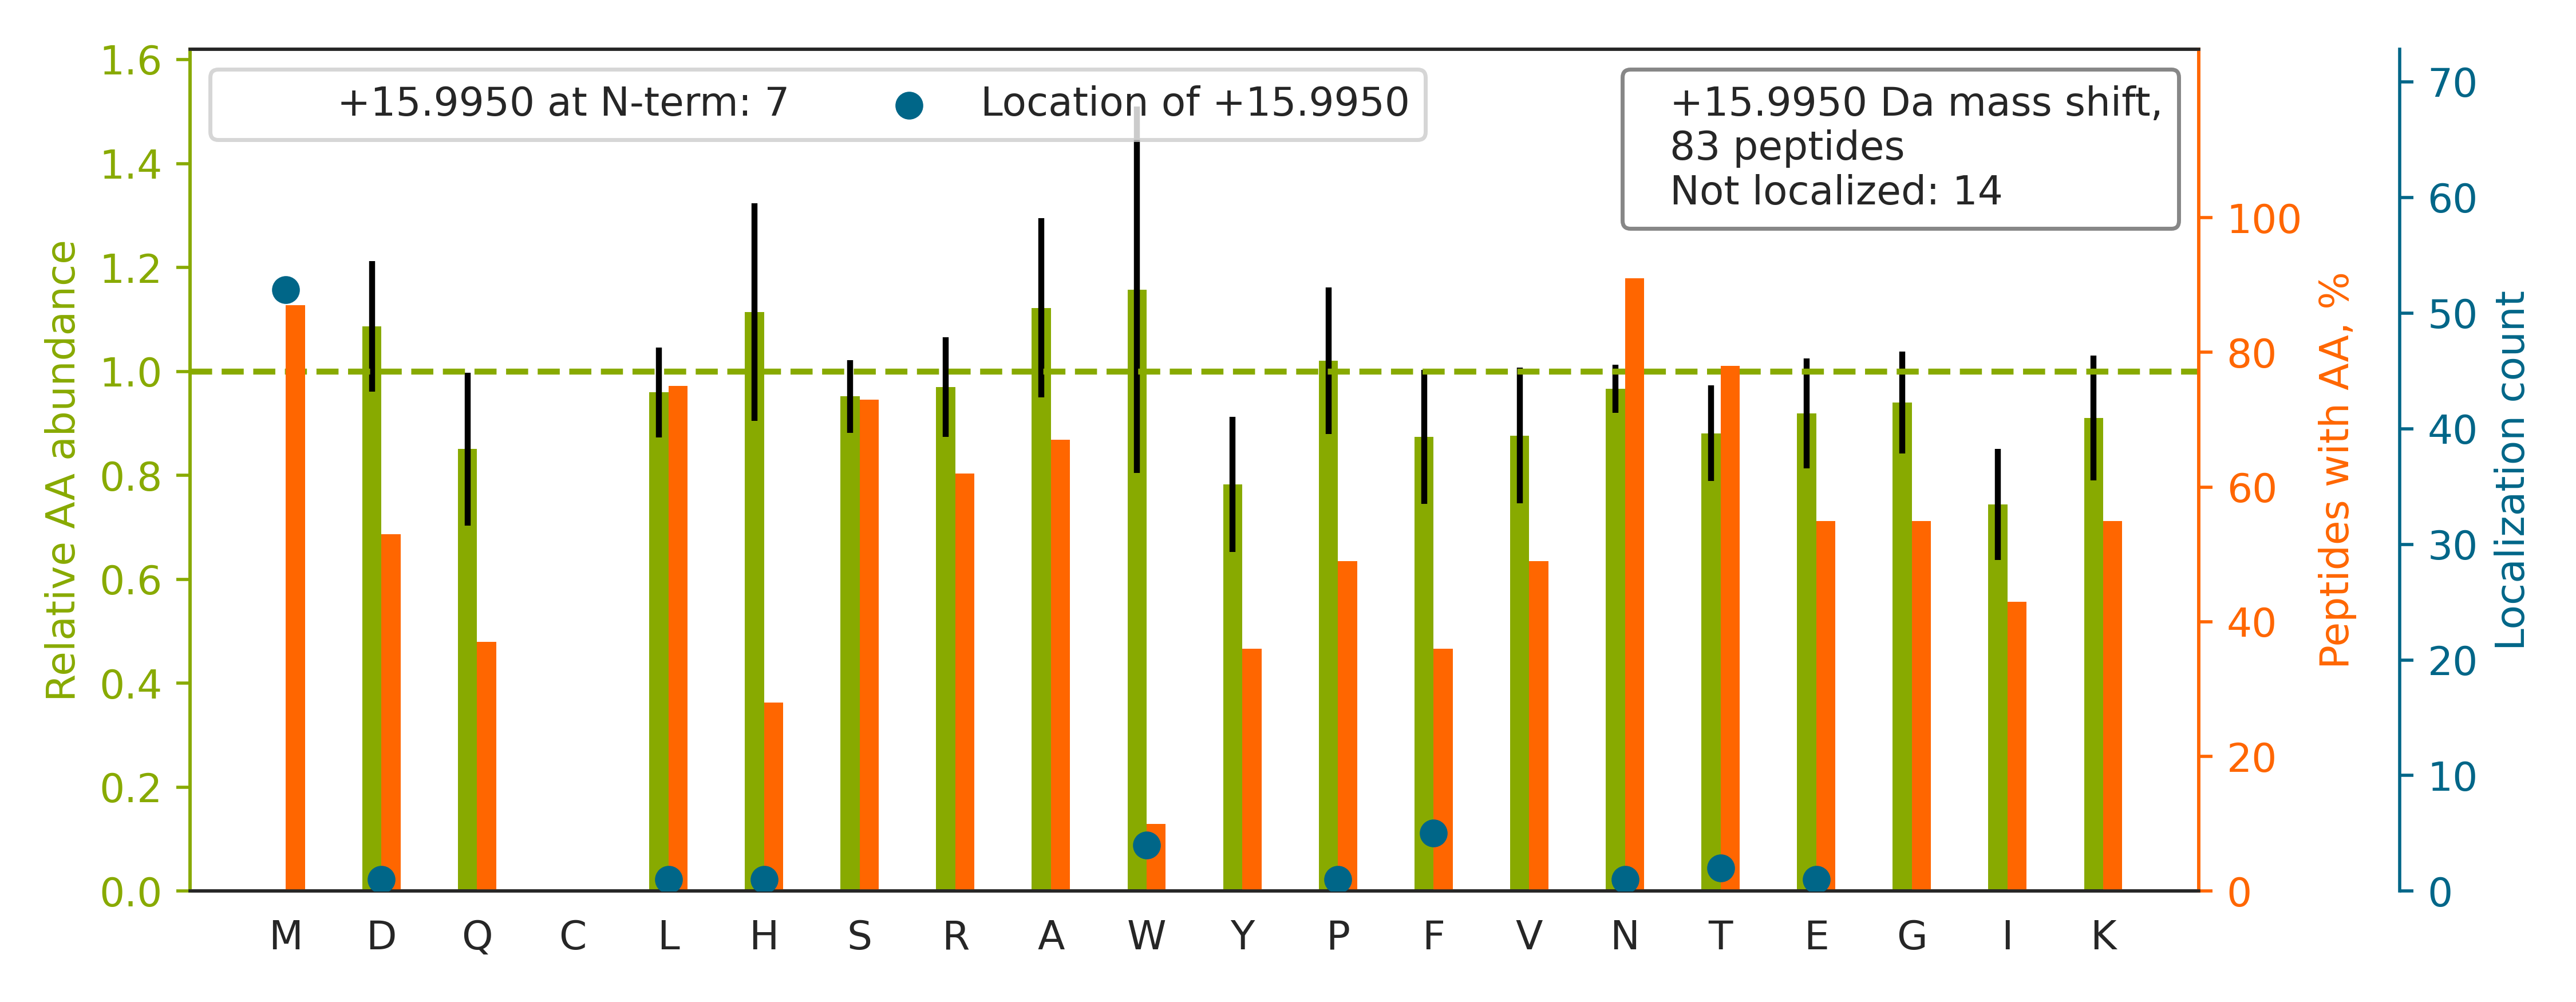 +15.9950 at N-term: 7
Location of +15.9950
+15.9950 Da mass shift,
83 peptides
Not localized: 14
Relative AA abundance
1.6
1.4
1.2
1.0
0.8
0.6
0.4
0.2
0.0
M D Q C L H S R A W Y P F V N T E G I K
100
80
60
40
20
0
Peptides with AA, %
70
60
50
40
30
20
10
0
Localization count